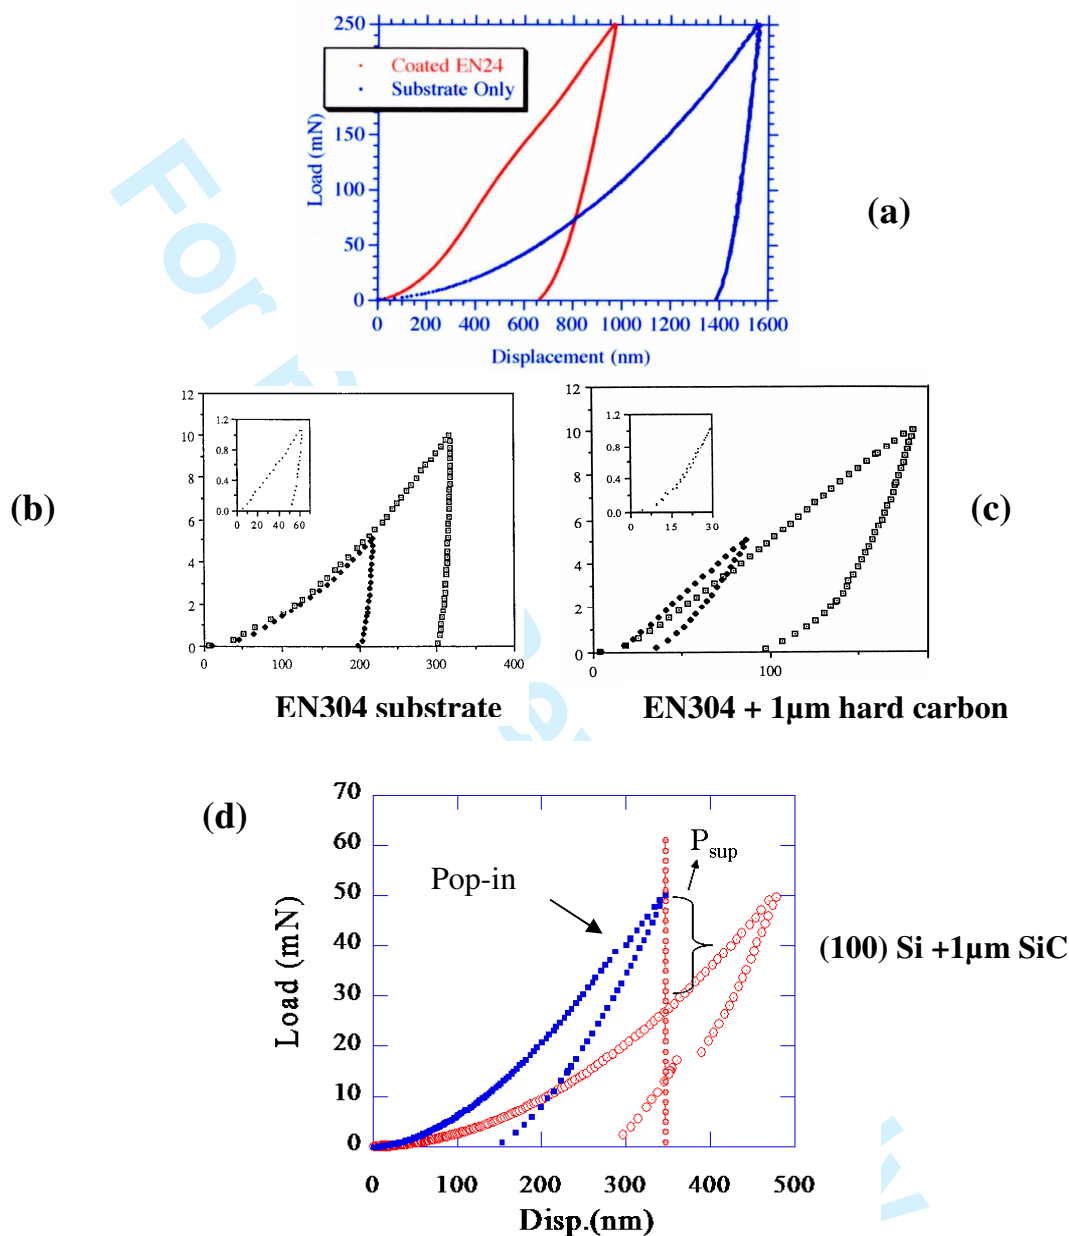 250
Coated EN24
Substrate Only
150
100
50
0
Load (mN)
0 200 400 600 800 1000 1200 1400 1600
Displacement (nm)
(a)
12
10
8
6
4
2
0
0 100 200 300 400
1.2
0.8
0.4
0.0
0 20 40 60
(b)
EN304 substrate
12
10
8
6
4
2
0
0 100
1.2
0.8
0.4
0.0
0 15 30
(c)
EN304 + 1µm hard carbon
(d)
70
60
50
40
30
20
10
0
Load (mN)
Pop-in
P sup
(100) Si +1µm SiC
0 100 200 300 400 500
Disp.(nm)
For